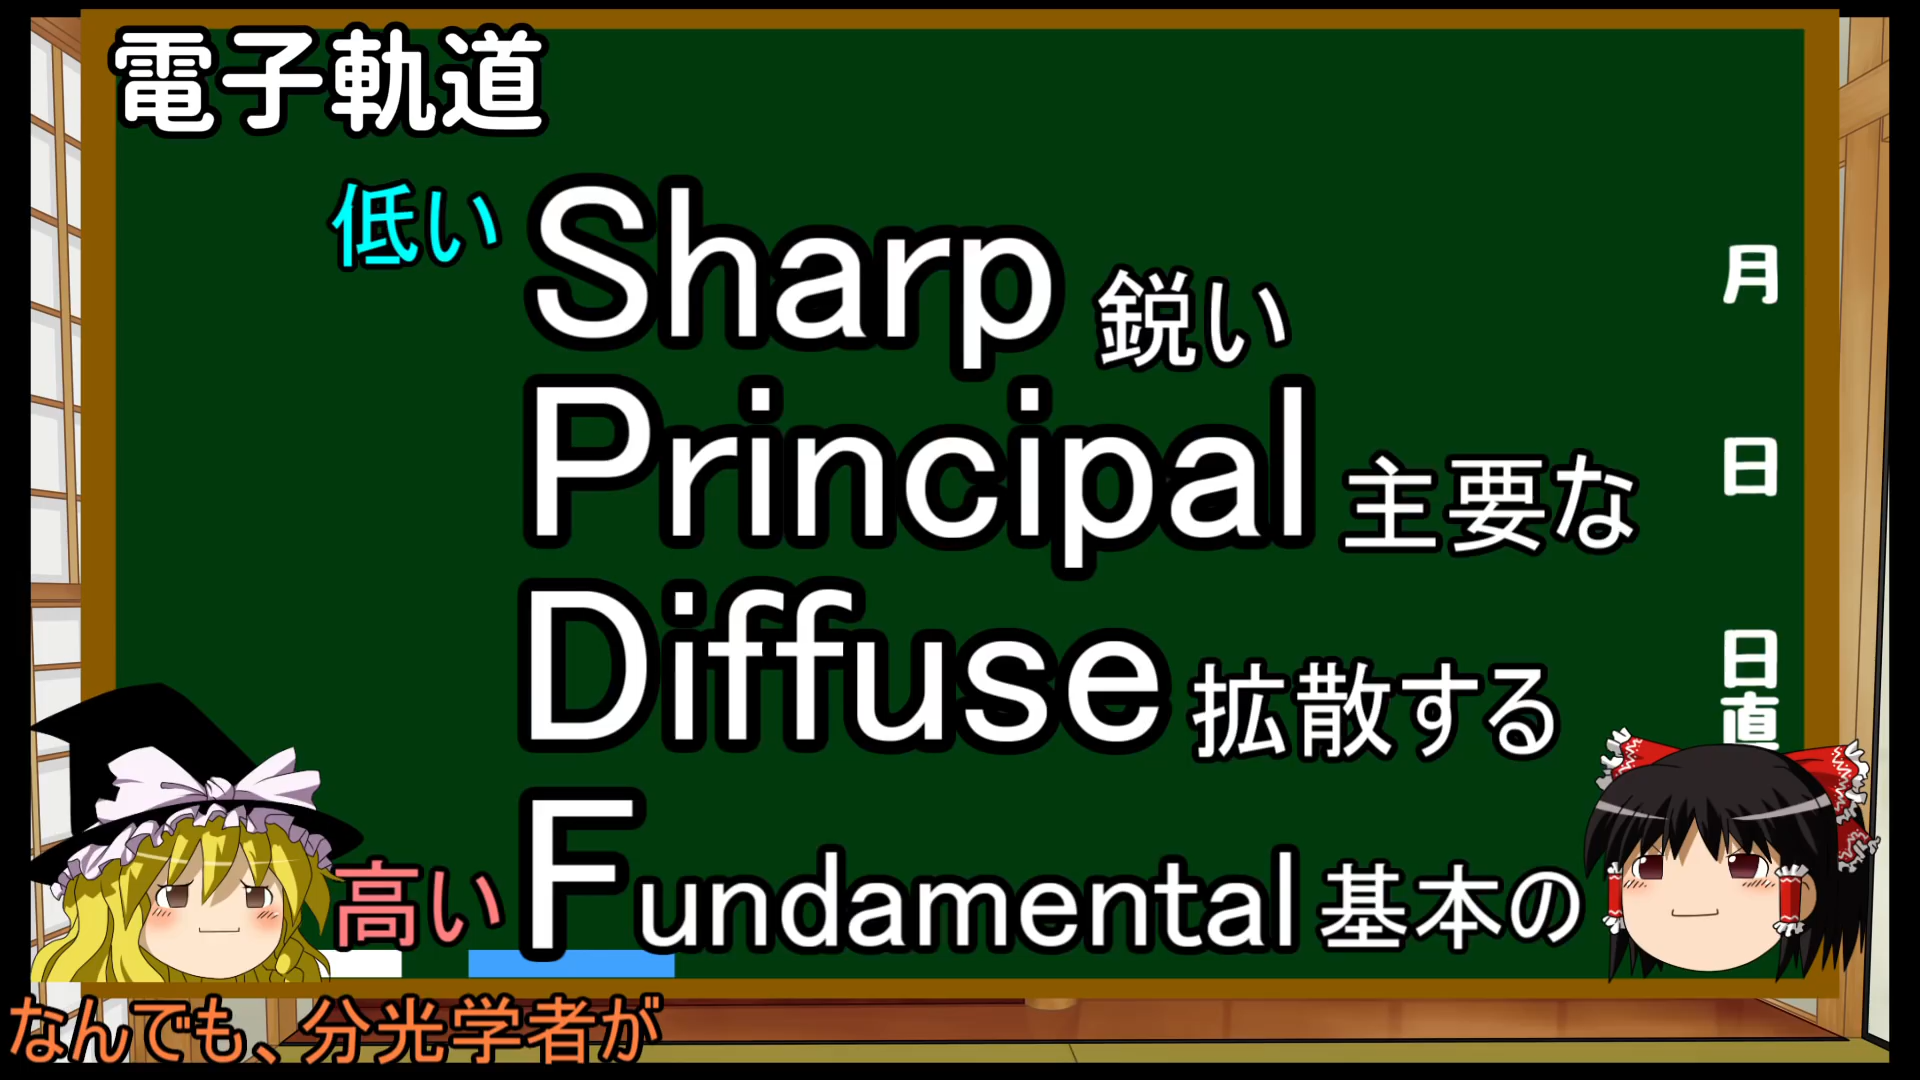 電子軌道
低い Sharp 鋭い
Principal 主要な
Diffuse 拡散する
高い Fundamental 基本の
月
日
日直
なんでも、分光学者が